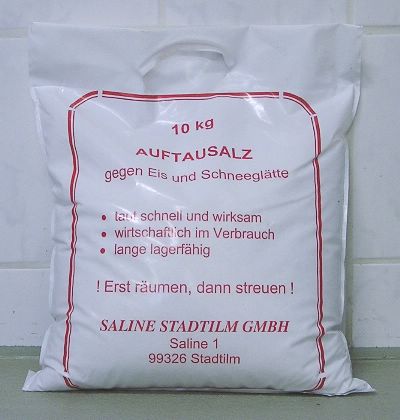 10 kg
AUFTAUSALZ
gegen Eis und Schneeglätte
• taut schnell und wirksam
• wirtschaftlich im Verbrauch
• lange lagerfähig
! Erst räumen, dann streuen !
SALINE STADTILM GMBH
Saline 1
99326 Stadtilm